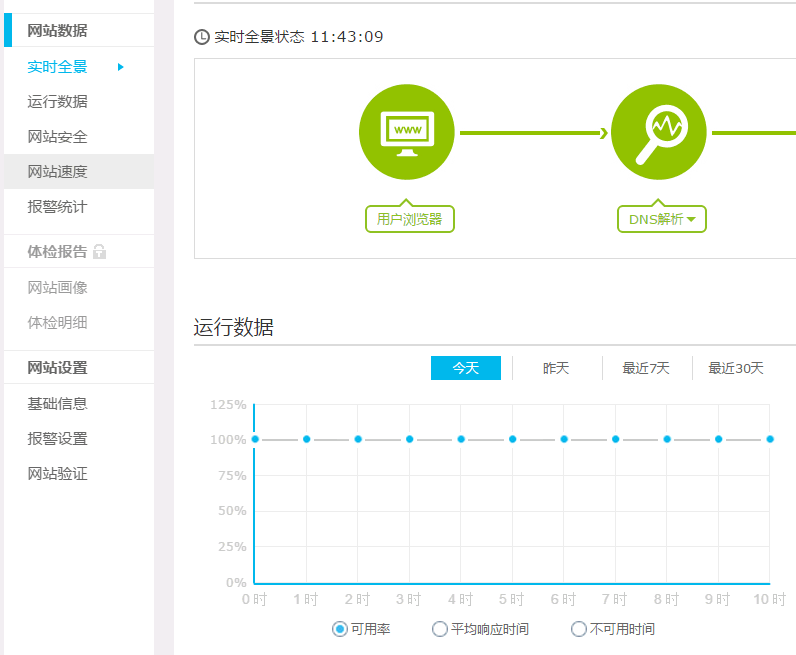 网站数据
实时全景
运行数据
网站安全
网站速度
报警统计
体检报告
网站画像
体检明细
网站设置
基础信息
报警设置
网站验证
实时全景状态 11:43:09
www
用户浏览器
DNS解析
运行数据
今天 昨天 最近7天 最近30天
125%
100%
75%
50%
25%
0%
0时 1时 2时 3时 4时 5时 6时 7时 8时 9时 10时
可用率 平均响应时间 不可用时间